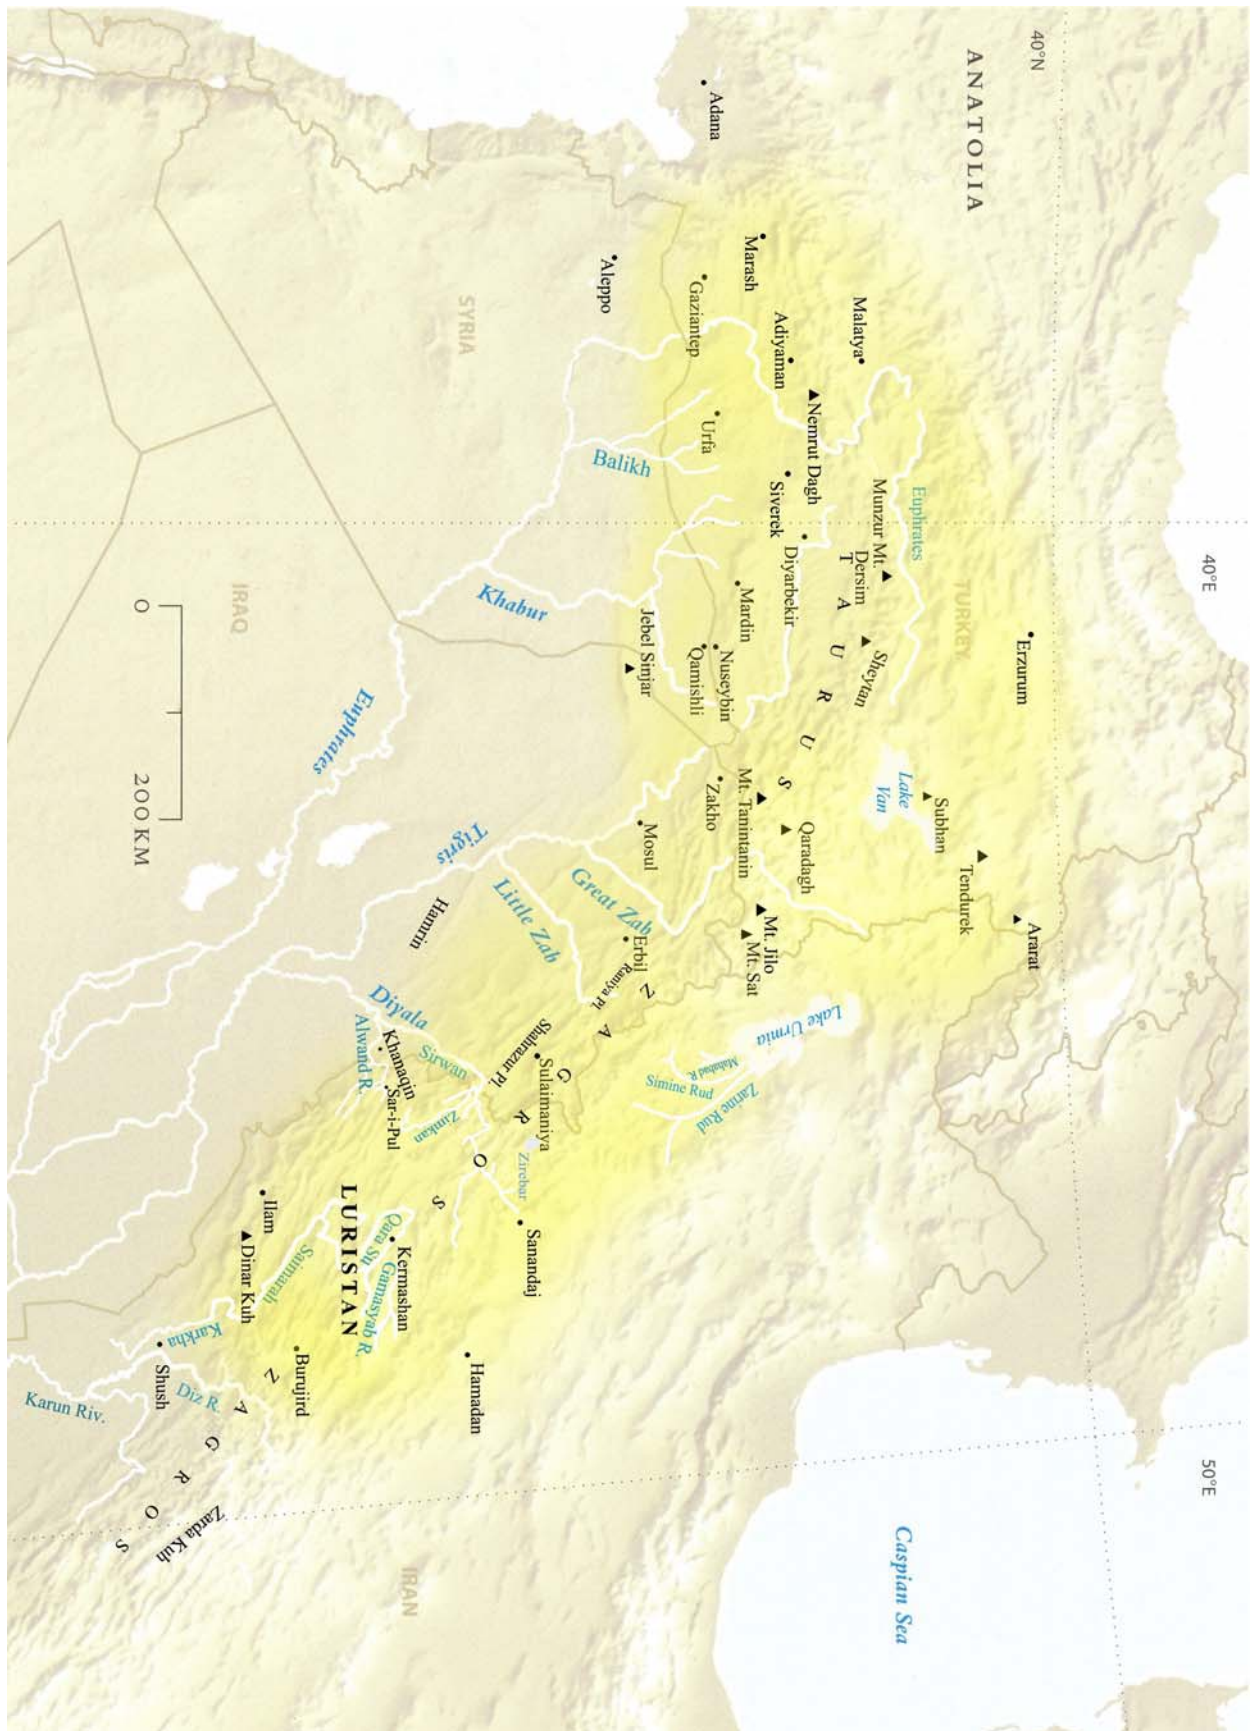 40°N
40°E
50°E
ANATOLIA
Adana
Marash
Malatya
Adiyaman
Gaziantep
Aleppo
Nemrut Dagh
Urfa
Siverek
Balikh
SYRIA
Euphrates
Munzur Mt.
Dersim
TAURUS
TURKEY
Erzurum
Sheytan
Diyarbekir
Mardin
Nuseybin
Qamishli
Jebel Sinjar
Khabur
IRAQ
0
200 KM
Euphrates
Lake
Van
Subhan
Tendurek
Ararat
Mt. Tanintanin
Qaradagh
Zakho
Mosul
Tigris
Great Zab
Little Zab
Hamrin
Mt. Jilo
Mt. Sat
Erbil
Raniya Pl.
ZAGROS
Lake Urmia
Mahabad R.
Simine Rud
Zarine Rud
Shahrazur Pl.
Sulaimaniya
Diyala
Sirwan
Alwand R.
Khanaqin
Sar-i-Pul
Zimkan
Zirebar
Sanandaj
Ilam
Dinar Kuh
LURISTAN
Saimarah
Qara Su
Kermashan
Gamasyab R.
Hamadan
Burujird
Karkha
Shush
Diz R.
Karun Riv.
ZAGROS
Zarda Kuh
IRAN
Caspian Sea